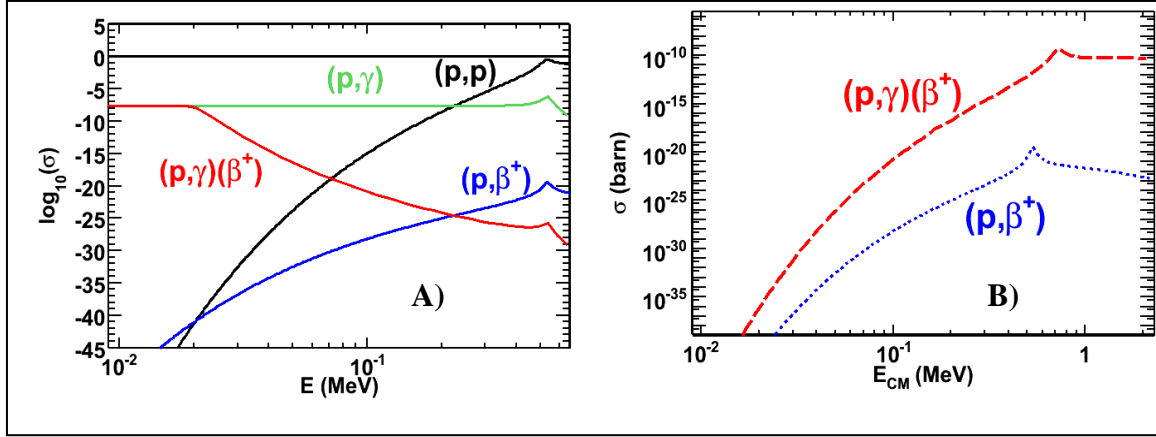 5
0
-5
-10
-15
-20
-25
-30
-35
-40
-45
log₁₀(σ)
(p,p)
(p,γ)
(p,γ)(β⁺)
(p,β⁺)
A)
10⁻²
10⁻¹
E (MeV)
10⁻¹⁰
10⁻¹⁵
10⁻²⁰
10⁻²⁵
10⁻³⁰
10⁻³⁵
σ (barn)
(p,γ)(β⁺)
(p,β⁺)
B)
10⁻²
10⁻¹
1
E_CM (MeV)